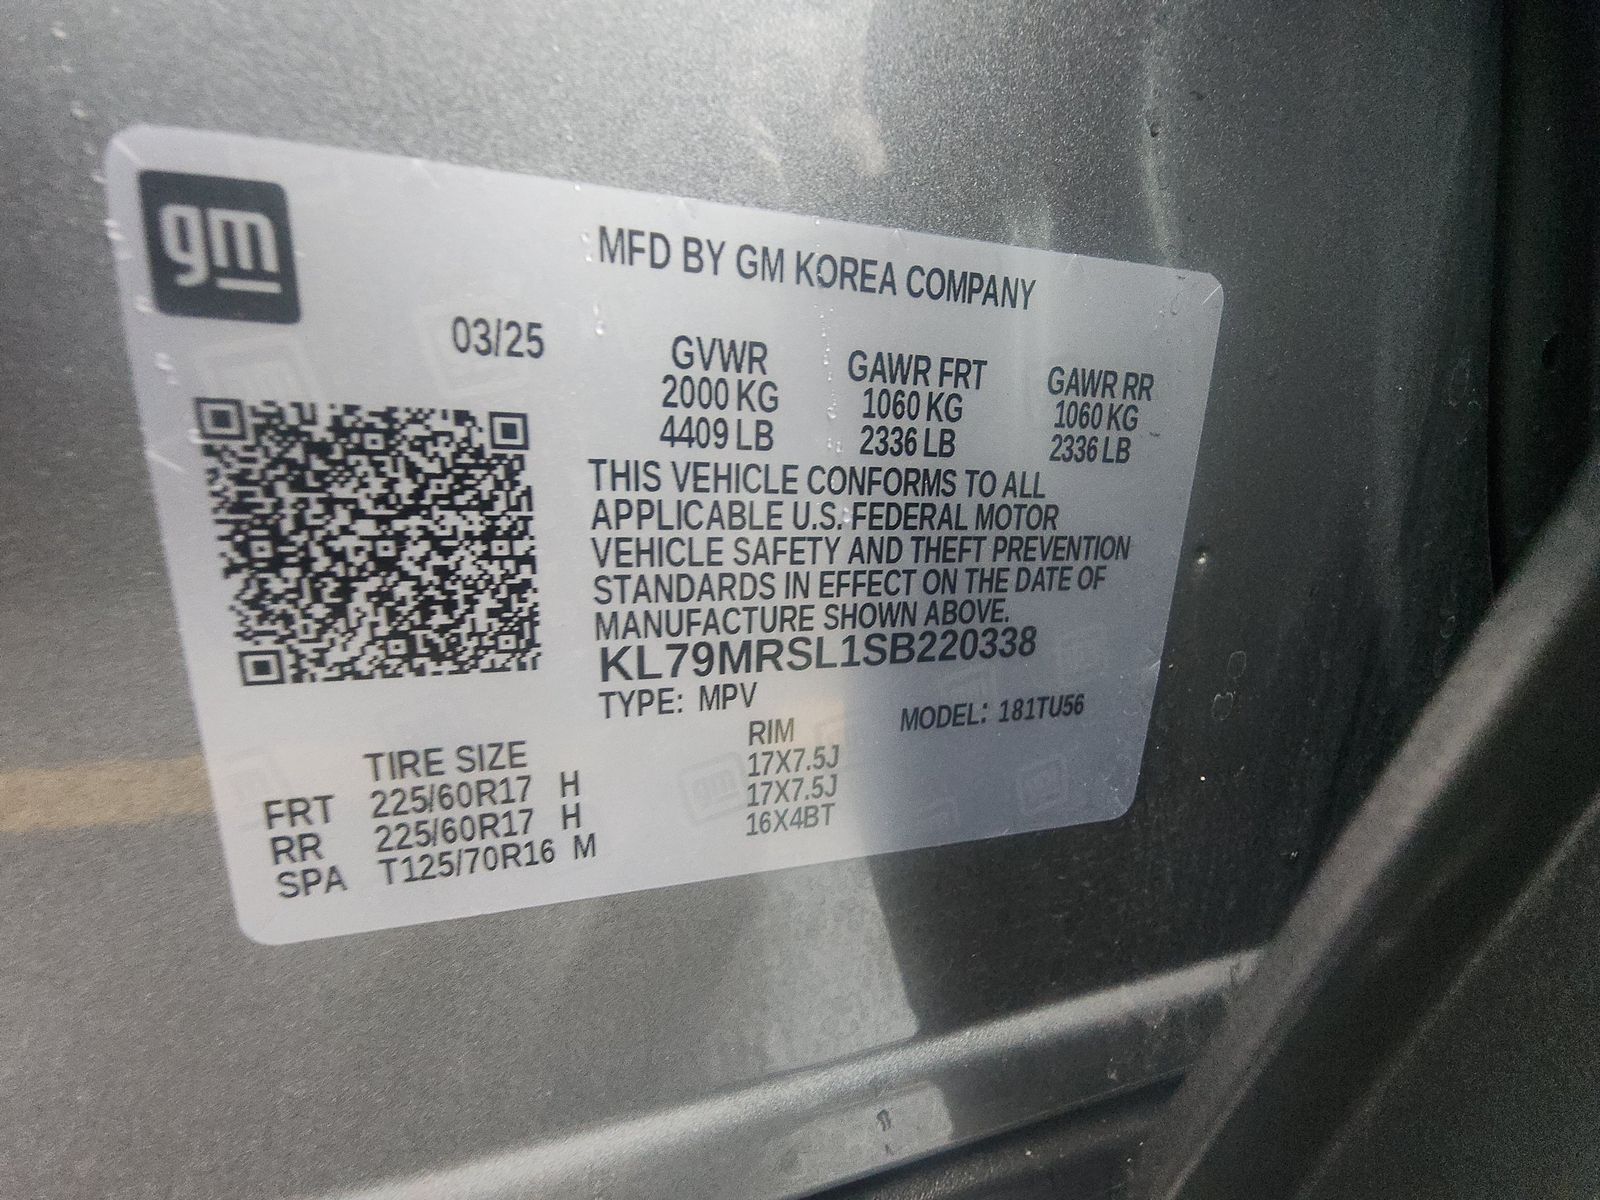 gm
MFD BY GM KOREA COMPANY
03/25
GVWR GAWR FRT GAWR RR
2000 KG 1060 KG 1060 KG
4409 LB 2336 LB 2336 LB
THIS VEHICLE CONFORMS TO ALL
APPLICABLE U.S. FEDERAL MOTOR
VEHICLE SAFETY AND THEFT PREVENTION
STANDARDS IN EFFECT ON THE DATE OF
MANUFACTURE SHOWN ABOVE.
KL79MRSL1SB220338
TYPE: MPV MODEL: 181TU56
TIRE SIZE RIM
FRT 225/60R17 H 17X7.5J
RR 225/60R17 H 17X7.5J
SPA T125/70R16 M 16X4BT